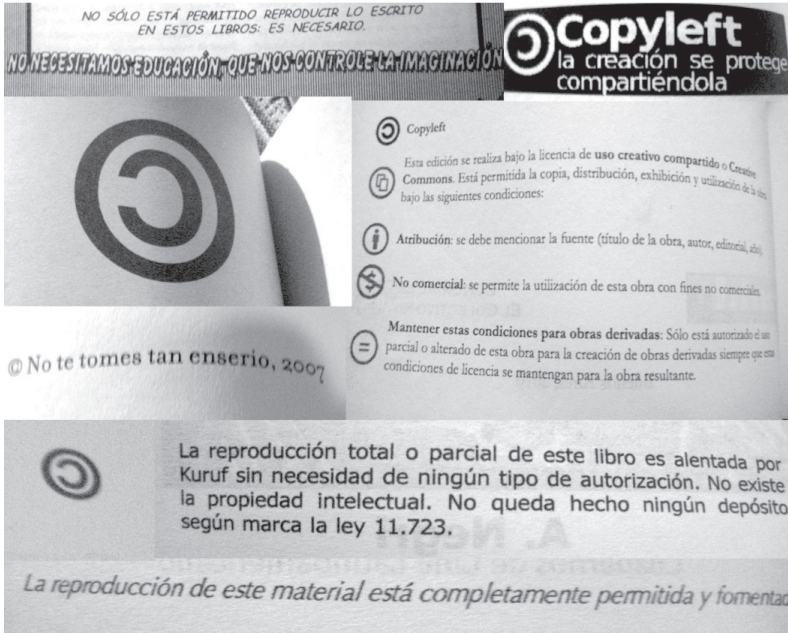 NO SÓLO ESTÁ PERMITIDO REPRODUCIR LO ESCRITO
EN ESTOS LIBROS: ES NECESARIO.
NO NECESITAMOS EDUCACIÓN, QUE NOS CONTROLE LA IMAGINACIÓN
Copyleft
la creación se protege
compartiéndola
Copyleft
Esta edición se realiza bajo la licencia de uso creativo compartido o Creative
Commons. Está permitida la copia, distribución, exhibición y utilización de la obra
bajo las siguientes condiciones:
Atribución: se debe mencionar la fuente (título de la obra, autor, editorial, año).
No comercial: se permite la utilización de esta obra con fines no comerciales.
Mantener estas condiciones para obras derivadas: Sólo está autorizado el uso
parcial o alterado de esta obra para la creación de obras derivadas siempre que estas
condiciones de licencia se mantengan para la obra resultante.
© No te tomes tan enserio, 2007
La reproducción total o parcial de este libro es alentada por
Kuruf sin necesidad de ningún tipo de autorización. No existe
la propiedad intelectual. No queda hecho ningún depósito
según marca la ley 11.723.
A. Negri
La reproducción de este material está completamente permitida y